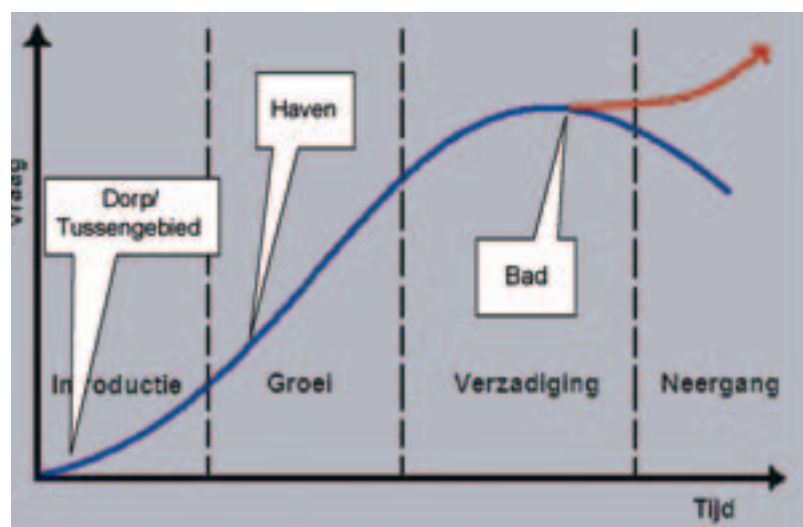 Vraag
Haven
Dorp/
Tussengebied
Bad
Introductie
Groei
Verzadiging
Neergang
Tijd